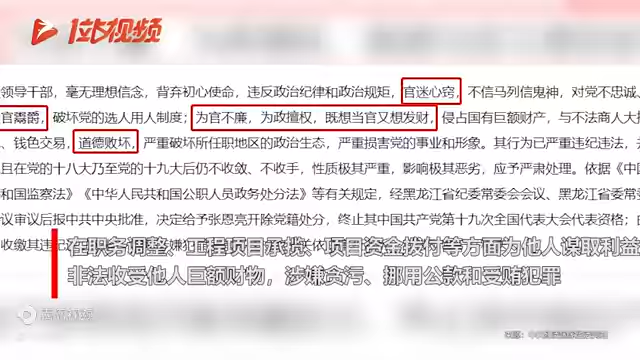 1站视频
领导干部，毫无理想信念，背弃初心使命，违反政治纪律和政治规矩，官迷心窍，不信马列信鬼神，对党不忠诚、
官鬻爵，破坏党的选人用人制度；为官不廉，为政擅权，既想当官又想发财，侵占国有巨额财产，与不法商人大搞
、钱色交易，道德败坏，严重破坏所任职地区的政治生态，严重损害党的事业和形象。其行为已严重违纪违法，并
且在党的十八大乃至党的十九大后仍不收敛、不收手，性质极其严重，影响极其恶劣，应予严肃处理。依据《中
和国监察法》《中华人民共和国公职人员政务处分法》等有关规定，经黑龙江省纪委常委会会议、黑龙江省监委
议审议后报中共中央批准，决定给予张恩亮开除党籍处分，终止其中国共产党第十九次全国代表大会代表资格；由
收缴其违纪
在职务调整、工程项目承揽、项目资金拨付等方面为他人谋取利益
非法收受他人巨额财物，涉嫌贪污、挪用公款和受贿犯罪